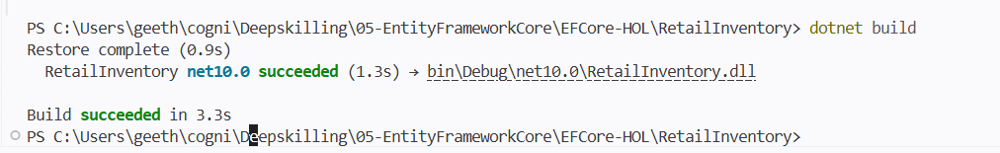 PS C:\Users\geeth\cogni\Deepskilling\05-EntityFrameworkCore\EFCore-HOL\RetailInventory> dotnet build
Restore complete (0.9s)
  RetailInventory net10.0 succeeded (1.3s) → bin\Debug\net10.0\RetailInventory.dll
Build succeeded in 3.3s
PS C:\Users\geeth\cogni\Deepskilling\05-EntityFrameworkCore\EFCore-HOL\RetailInventory>